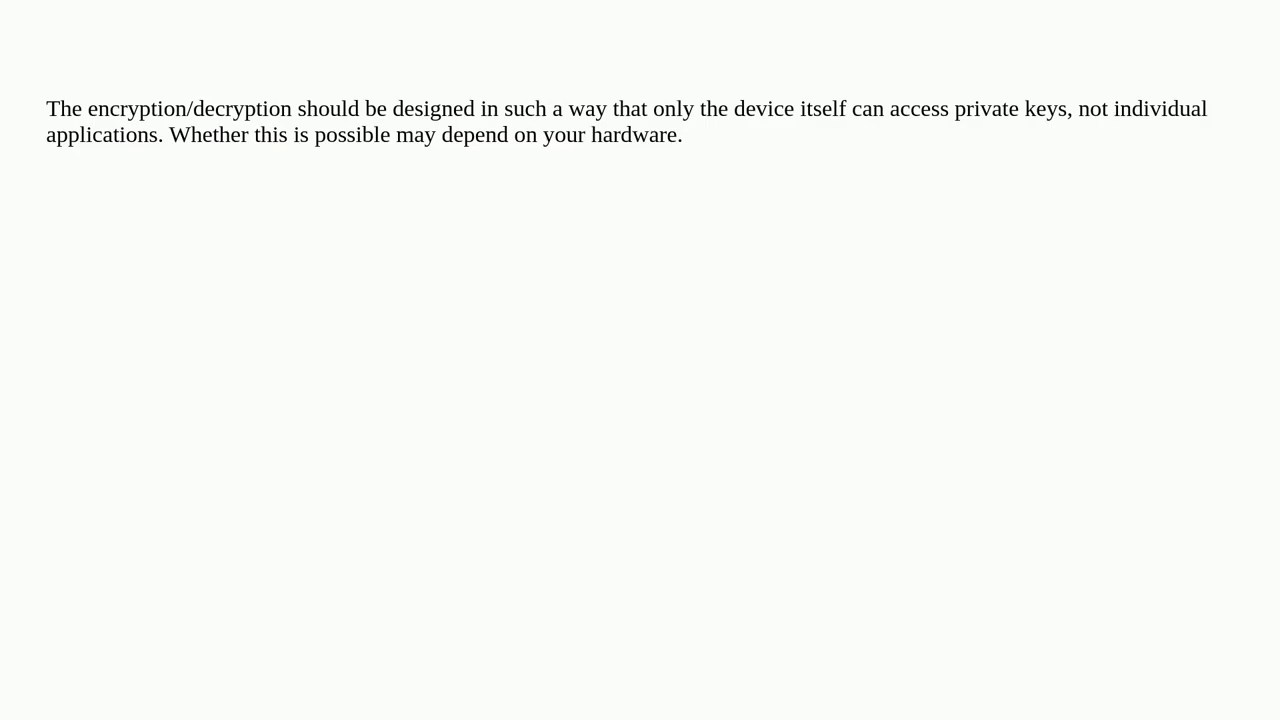 The encryption/decryption should be designed in such a way that only the device itself can access private keys, not individual
applications. Whether this is possible may depend on your hardware.